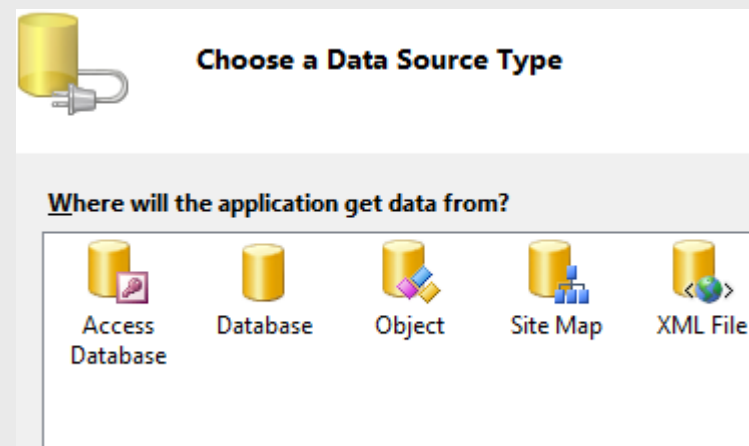 Choose a Data Source Type
Where will the application get data from?
Access Database
Database
Object
Site Map
XML File